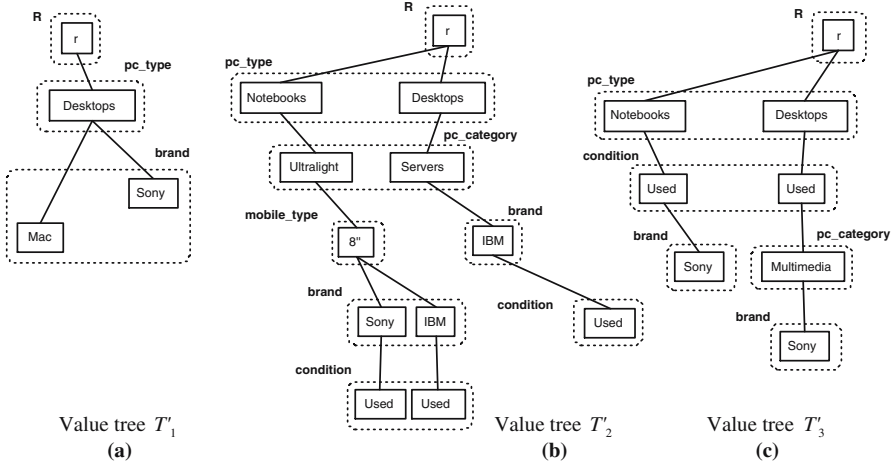 R
r
pc_type
Desktops
brand
Sony
Mac
Value tree T′1
(a)
R
r
pc_type
Notebooks
Desktops
pc_category
Ultralight
Servers
mobile_type
brand
8"
IBM
brand
condition
Sony
IBM
Used
condition
Used
Used
Value tree T′2
(b)
R
r
pc_type
Notebooks
Desktops
condition
Used
Used
brand
pc_category
Sony
Multimedia
brand
Sony
Value tree T′3
(c)